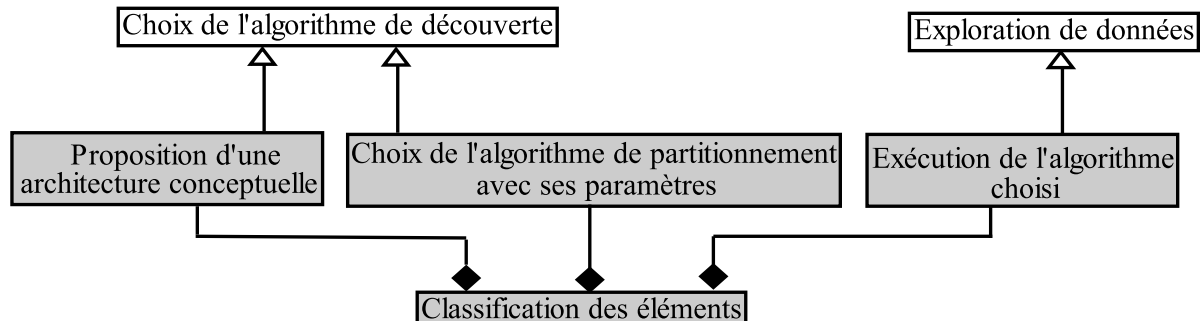 Choix de l'algorithme de découverte
Exploration de données
Proposition d'une
architecture conceptuelle
Choix de l'algorithme de partitionnement
avec ses paramètres
Exécution de l'algorithme
choisi
Classification des éléments